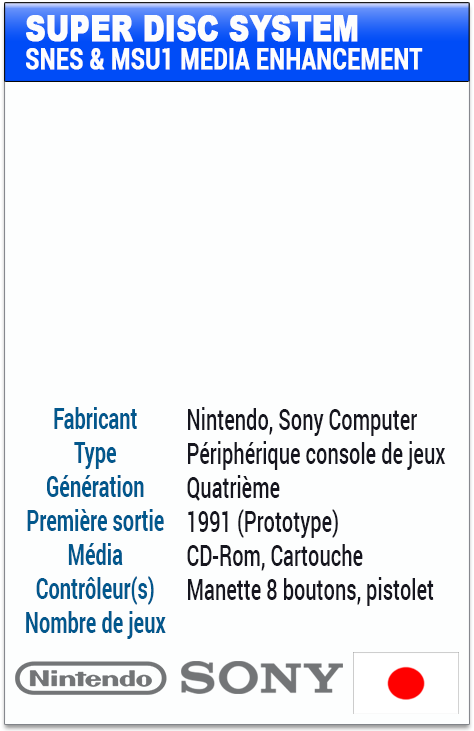 SUPER DISC SYSTEM
SNES & MSU1 MEDIA ENHANCEMENT
Fabricant Nintendo, Sony Computer
Type Périphérique console de jeux
Génération Quatrième
Première sortie 1991 (Prototype)
Média CD-Rom, Cartouche
Contrôleur(s) Manette 8 boutons, pistolet
Nombre de jeux
Nintendo SONY